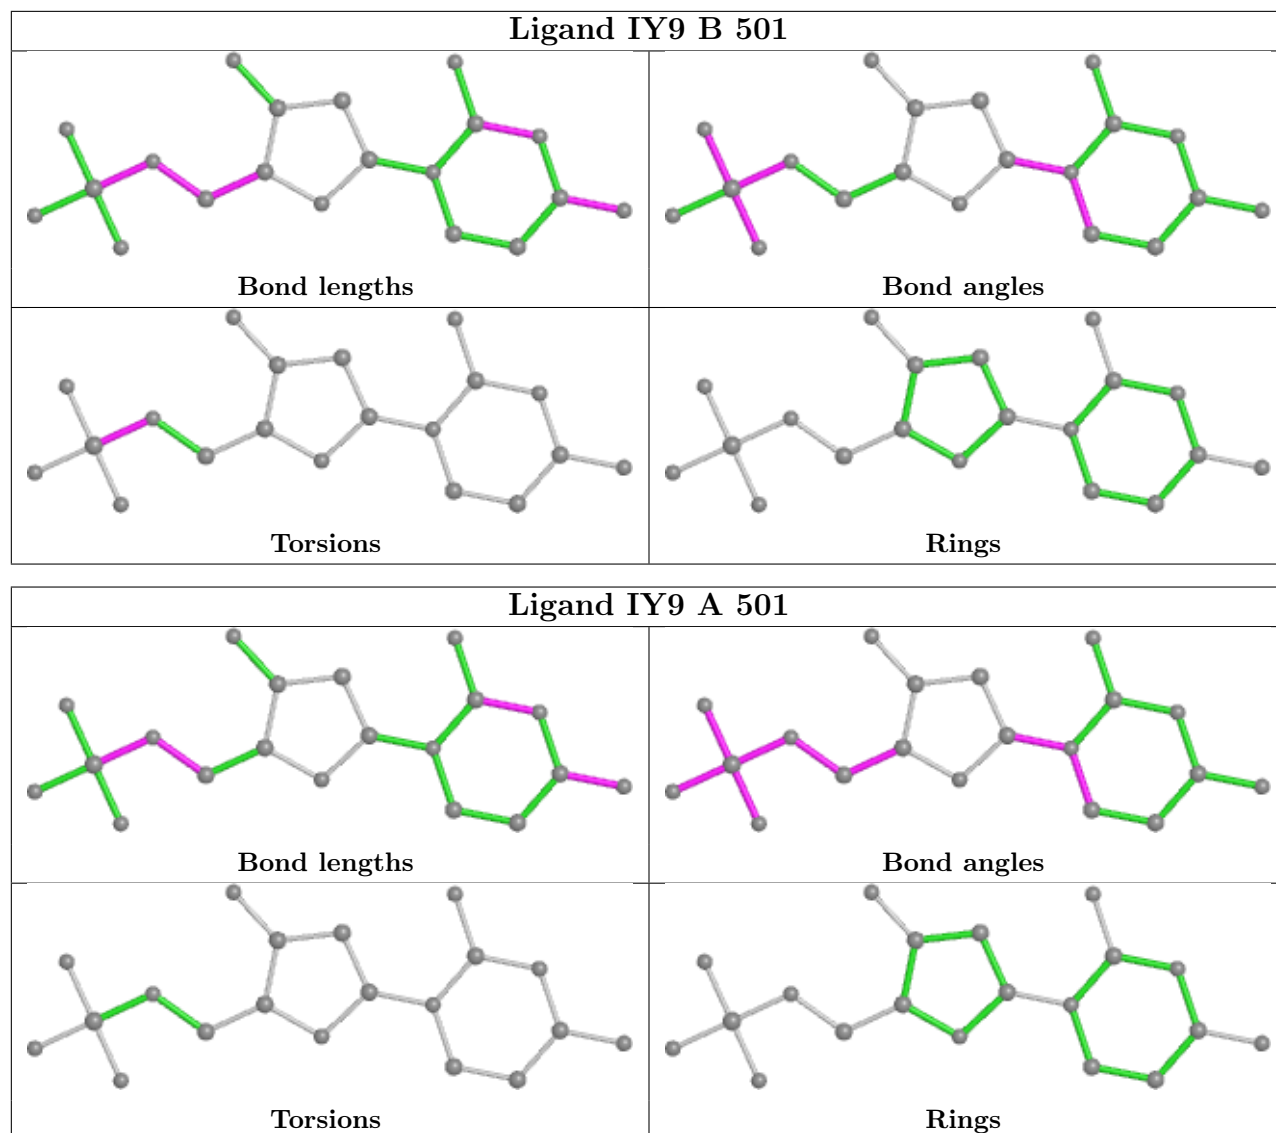 Ligand IY9 B 501
Bond lengths
Bond angles
Torsions
Rings
Ligand IY9 A 501
Bond lengths
Bond angles
Torsions
Rings